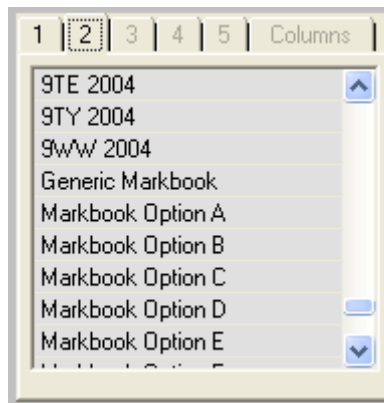 1 2 3 4 5 Columns
9TE 2004
9TY 2004
9WW 2004
Generic Markbook
Markbook Option A
Markbook Option B
Markbook Option C
Markbook Option D
Markbook Option E